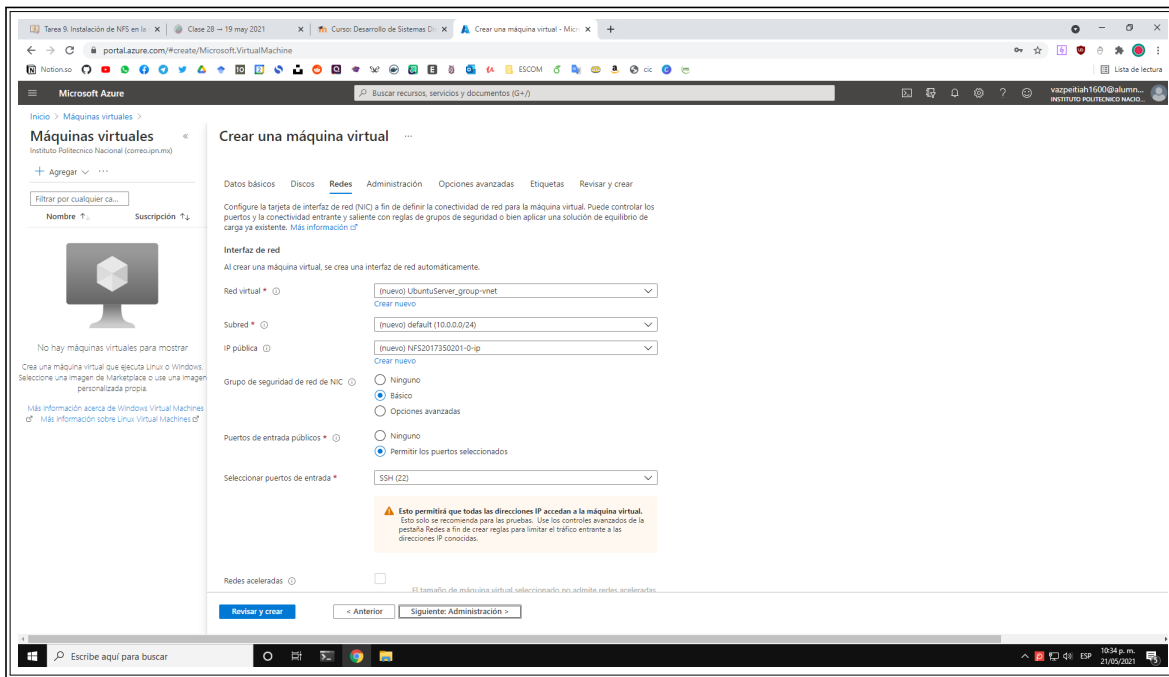 Tarea 9. Instalación de NFS en la
Clase 28 → 19 may 2021
Curso: Desarrollo de Sistemas Di
Crear una máquina virtual - Micr
portal.azure.com/#create/Microsoft.VirtualMachine
Notion.so
ESCOM
cic
Lista de lectura
Microsoft Azure
Buscar recursos, servicios y documentos (G+/)
vazpeitiah1600@alumn...
INSTITUTO POLITECNICO NACIO...
Inicio > Máquinas virtuales >
Máquinas virtuales
Instituto Politecnico Nacional (correo.ipn.mx)
+ Agregar
Filtrar por cualquier ca...
Nombre ↑↓
Suscripción ↑↓
No hay máquinas virtuales para mostrar
Crea una máquina virtual que ejecuta Linux o Windows.
Seleccione una imagen de Marketplace o use una imagen
personalizada propia.
Más información acerca de Windows Virtual Machines
Más información sobre Linux Virtual Machines
Crear una máquina virtual ...
Datos básicos Discos Redes Administración Opciones avanzadas Etiquetas Revisar y crear
Configure la tarjeta de interfaz de red (NIC) a fin de definir la conectividad de red para la máquina virtual. Puede controlar los
puertos y la conectividad entrante y saliente con reglas de grupos de seguridad o bien aplicar una solución de equilibrio de
carga ya existente. Más información
Interfaz de red
Al crear una máquina virtual, se crea una interfaz de red automáticamente.
Red virtual *
(nuevo) UbuntuServer_group-vnet
Crear nuevo
Subred *
(nuevo) default (10.0.0.0/24)
IP pública
(nuevo) NFS2017350201-0-ip
Crear nuevo
Grupo de seguridad de red de NIC
Ninguno
Básico
Opciones avanzadas
Puertos de entrada públicos *
Ninguno
Permitir los puertos seleccionados
Seleccionar puertos de entrada *
SSH (22)
Esto permitirá que todas las direcciones IP accedan a la máquina virtual.
Esto solo se recomienda para las pruebas. Use los controles avanzados de la
pestaña Redes a fin de crear reglas para limitar el tráfico entrante a las
direcciones IP conocidas.
Redes aceleradas
El tamaño de máquina virtual seleccionado no admite redes aceleradas.
Revisar y crear
< Anterior
Siguiente: Administración >
Escribe aquí para buscar
ESP
10:34 p. m.
21/05/2021